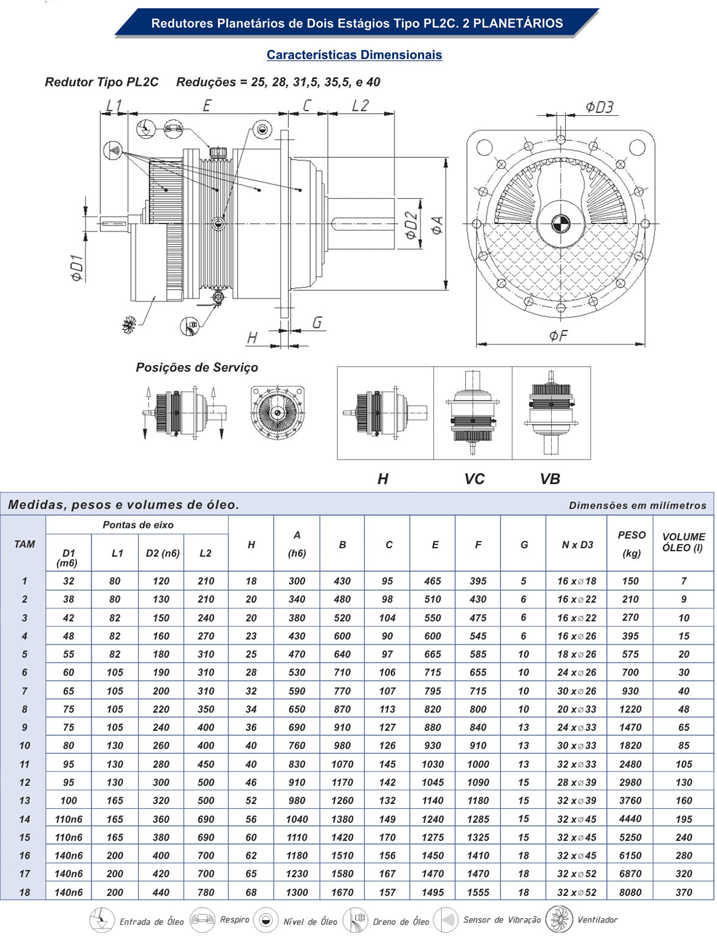 Redutores Planetários de Dois Estágios Tipo PL2C. 2 PLANETÁRIOS
Características Dimensionais
Redutor Tipo PL2C Reduções = 25, 28, 31,5, 35,5, e 40
L1 E C L2 ΦD3
ΦD1 ΦD2 ΦA
H G ΦF
Posições de Serviço
H VC VB
Medidas, pesos e volumes de óleo. Dimensões em milímetros
TAM Pontas de eixo H A (h6) B C E F G N x D3 PESO (kg) VOLUME ÓLEO (l)
D1 (m6) L1 D2 (n6) L2
1 32 80 120 210 18 300 430 95 465 395 5 16 x⌀18 150 7
2 38 80 130 210 20 340 480 98 510 430 6 16 x⌀22 210 9
3 42 82 150 240 20 380 520 104 550 475 6 16 x⌀22 270 10
4 48 82 160 270 23 430 600 90 600 545 6 16 x⌀26 395 15
5 55 82 180 310 25 470 640 97 665 585 10 18 x⌀26 575 20
6 60 105 190 310 28 530 710 106 715 655 10 24 x⌀26 700 30
7 65 105 200 310 32 590 770 107 795 715 10 30 x⌀26 930 40
8 75 105 220 350 34 650 870 113 820 800 10 20 x⌀33 1220 48
9 75 105 240 400 36 690 910 127 880 840 13 24 x⌀33 1470 65
10 80 130 260 400 40 760 980 126 930 910 13 30 x⌀33 1820 85
11 95 130 280 450 40 830 1070 145 1030 1000 13 32 x⌀33 2480 105
12 95 130 300 500 46 910 1170 142 1045 1090 15 28 x⌀39 2980 130
13 100 165 320 500 52 980 1260 132 1140 1180 15 32 x⌀39 3760 160
14 110n6 165 360 690 56 1040 1380 149 1240 1285 15 32 x⌀45 4440 195
15 110n6 165 380 690 60 1110 1420 170 1275 1325 15 32 x⌀45 5250 240
16 140n6 200 400 700 62 1180 1510 156 1450 1410 18 32 x⌀45 6150 280
17 140n6 200 420 700 65 1230 1580 167 1470 1470 18 32 x⌀52 6870 320
18 140n6 200 440 780 68 1300 1670 157 1495 1555 18 32 x⌀52 8080 370
Entrada de Óleo Respiro Nível de Óleo Dreno de Óleo Sensor de Vibração Ventilador